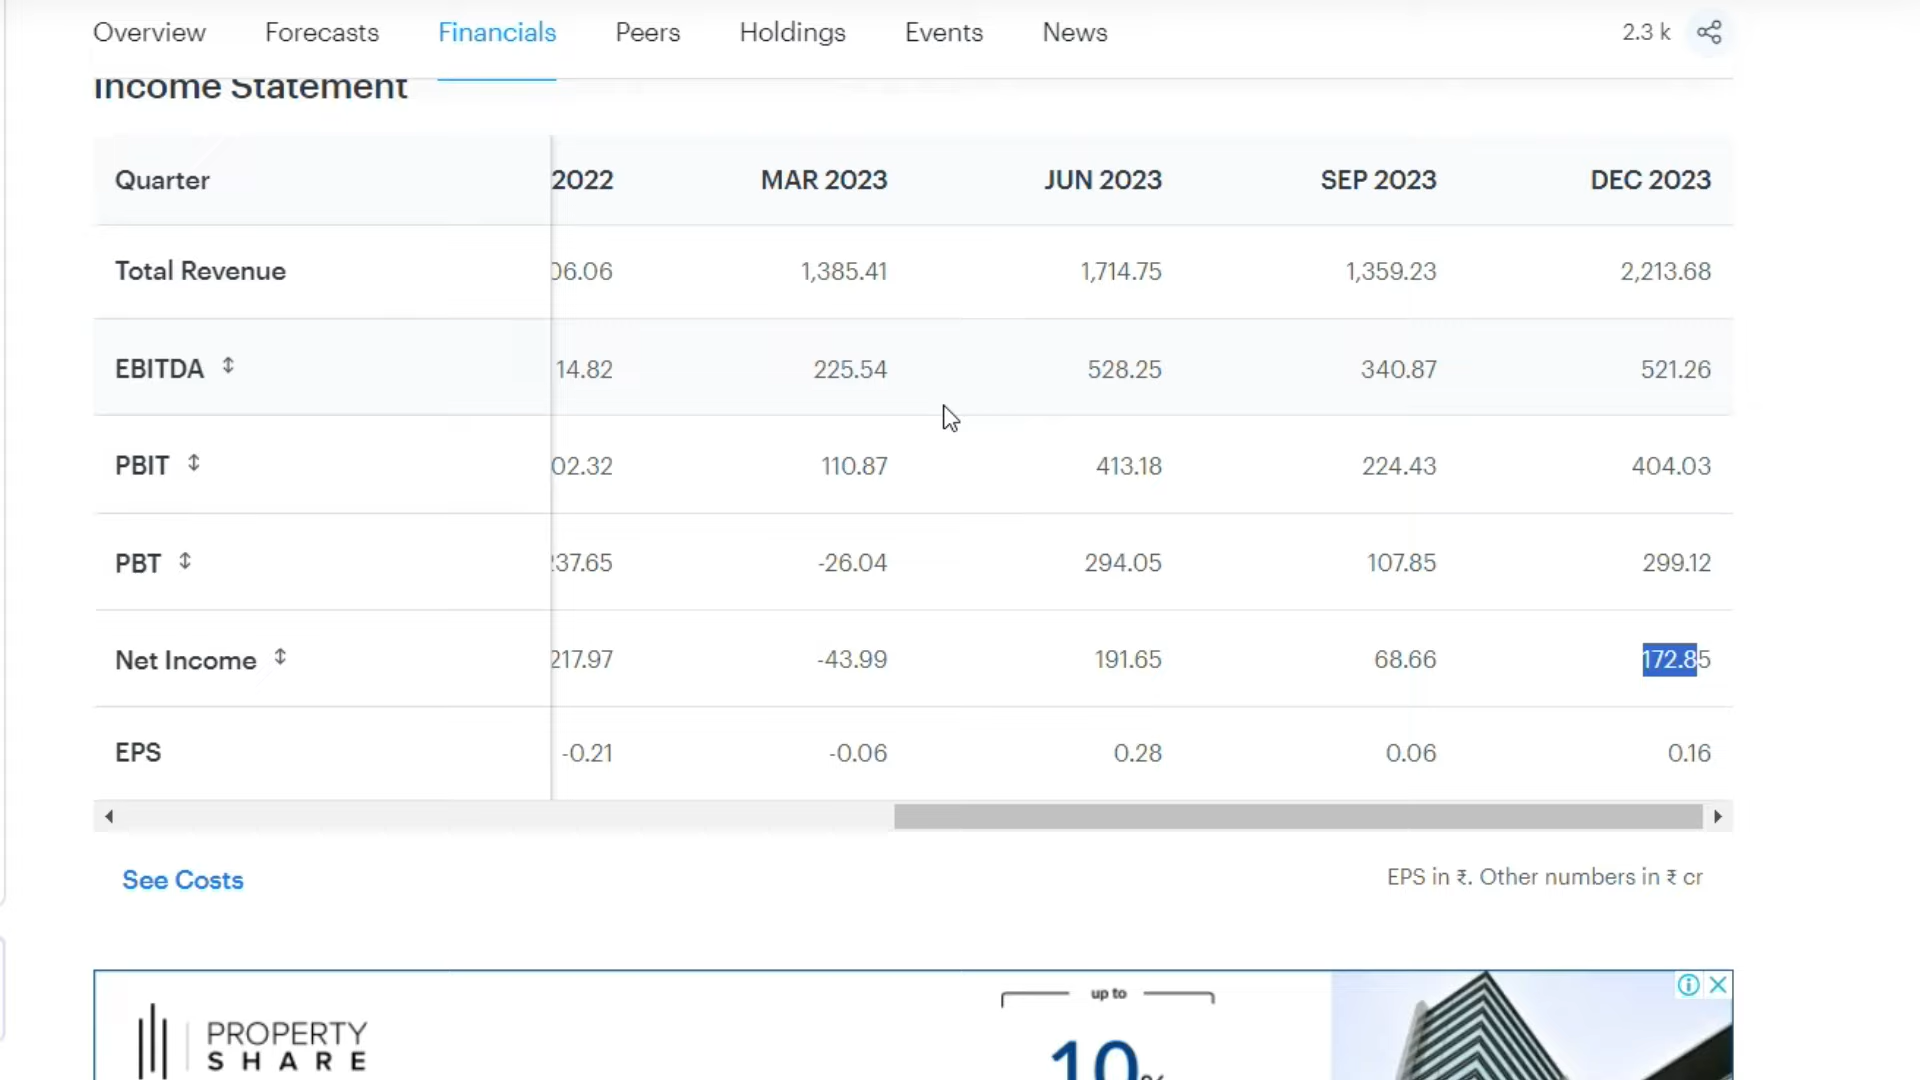 Overview Forecasts Financials Peers Holdings Events News 2.3 k
Income Statement
Quarter 2022 MAR 2023 JUN 2023 SEP 2023 DEC 2023
Total Revenue 06.06 1,385.41 1,714.75 1,359.23 2,213.68
EBITDA 14.82 225.54 528.25 340.87 521.26
PBIT 02.32 110.87 413.18 224.43 404.03
PBT 37.65 -26.04 294.05 107.85 299.12
Net Income 217.97 -43.99 191.65 68.66 172.85
EPS -0.21 -0.06 0.28 0.06 0.16
See Costs EPS in ₹. Other numbers in ₹ cr
up to
PROPERTY
SHARE
10%